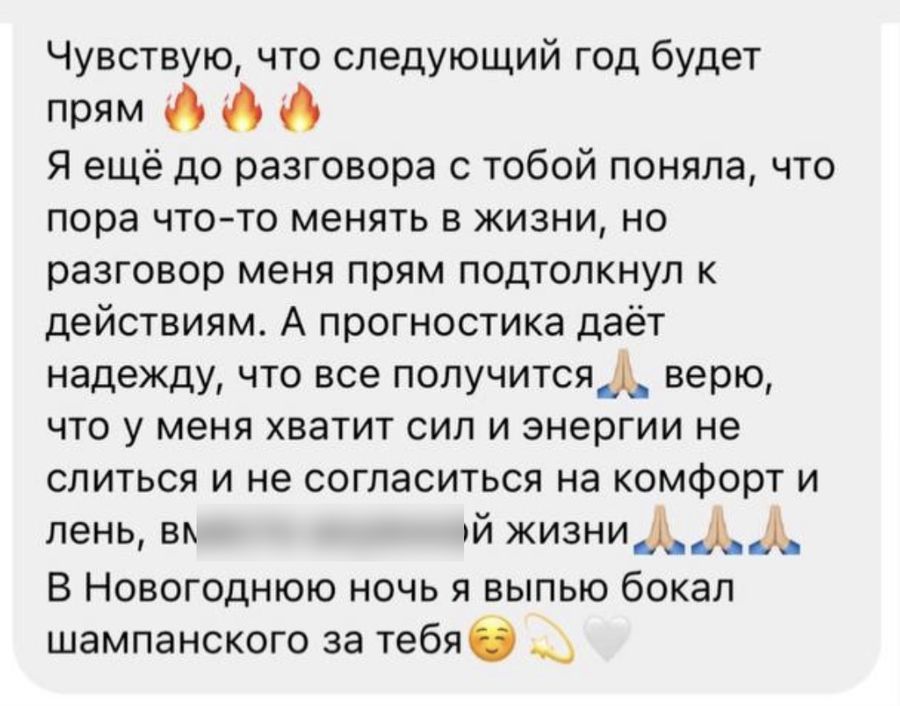 Чувствую, что следующий год будет
прям 🔥🔥🔥
Я ещё до разговора с тобой поняла, что
пора что-то менять в жизни, но
разговор меня прям подтолкнул к
действиям. А прогностика даёт
надежду, что все получится🙏🏼 верю,
что у меня хватит сил и энергии не
слиться и не согласиться на комфорт и
лень, жизни🙏🏼🙏🏼🙏🏼
В Новогоднюю ночь я выпью бокал
шампанского за тебя☺️💫🤍